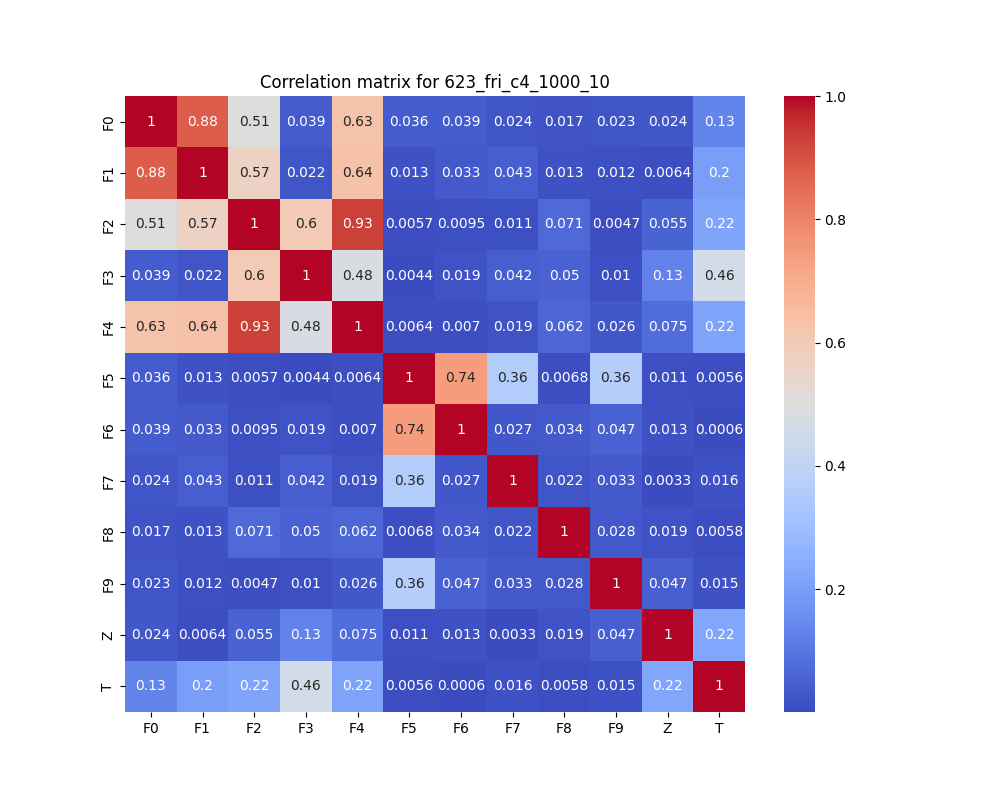 Correlation matrix for 623_fri_c4_1000_10
F0 1 0.88 0.51 0.039 0.63 0.036 0.039 0.024 0.017 0.023 0.024 0.13
F1 0.88 1 0.57 0.022 0.64 0.013 0.033 0.043 0.013 0.012 0.0064 0.2
F2 0.51 0.57 1 0.6 0.93 0.0057 0.0095 0.011 0.071 0.0047 0.055 0.22
F3 0.039 0.022 0.6 1 0.48 0.0044 0.019 0.042 0.05 0.01 0.13 0.46
F4 0.63 0.64 0.93 0.48 1 0.0064 0.007 0.019 0.062 0.026 0.075 0.22
F5 0.036 0.013 0.0057 0.0044 0.0064 1 0.74 0.36 0.0068 0.36 0.011 0.0056
F6 0.039 0.033 0.0095 0.019 0.007 0.74 1 0.027 0.034 0.047 0.013 0.0006
F7 0.024 0.043 0.011 0.042 0.019 0.36 0.027 1 0.022 0.033 0.0033 0.016
F8 0.017 0.013 0.071 0.05 0.062 0.0068 0.034 0.022 1 0.028 0.019 0.0058
F9 0.023 0.012 0.0047 0.01 0.026 0.36 0.047 0.033 0.028 1 0.047 0.015
Z 0.024 0.0064 0.055 0.13 0.075 0.011 0.013 0.0033 0.019 0.047 1 0.22
T 0.13 0.2 0.22 0.46 0.22 0.0056 0.0006 0.016 0.0058 0.015 0.22 1
F0 F1 F2 F3 F4 F5 F6 F7 F8 F9 Z T
1.0
0.8
0.6
0.4
0.2